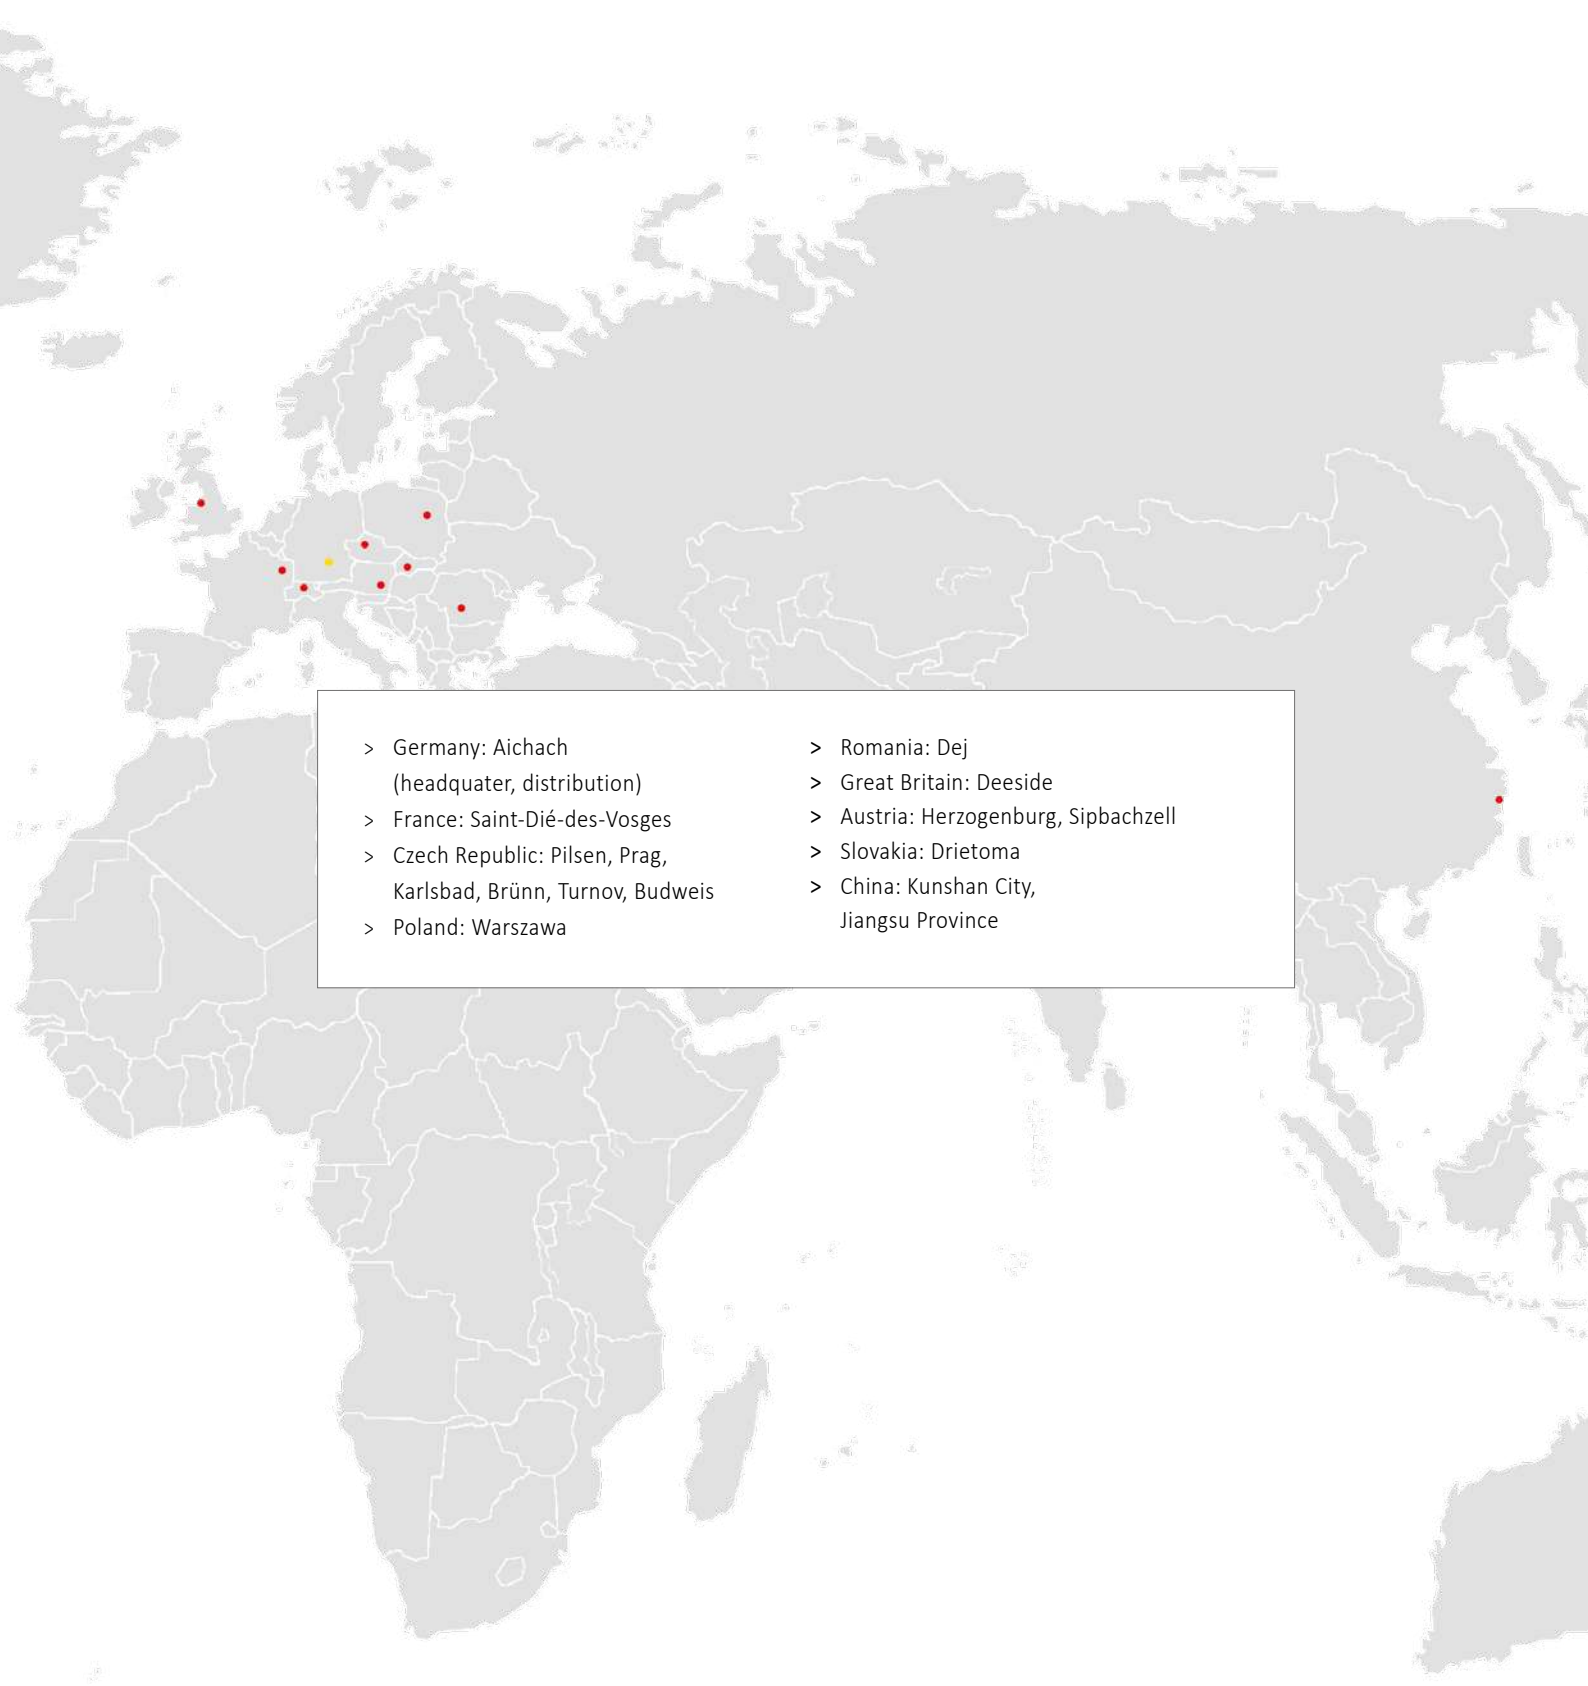 > Germany: Aichach
(headquater, distribution)
> France: Saint-Dié-des-Vosges
> Czech Republic: Pilsen, Prag,
Karlsbad, Brünn, Turnov, Budweis
> Poland: Warszawa
> Romania: Dej
> Great Britain: Deeside
> Austria: Herzogenburg, Sipbachzell
> Slovakia: Drietoma
> China: Kunshan City,
Jiangsu Province